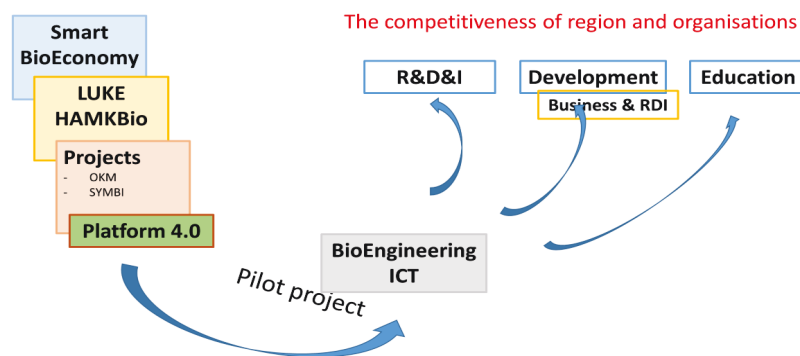 The competitiveness of region and organisations
Smart
BioEconomy
LUKE
HAMKBio
Projects
- OKM
- SYMBI
Platform 4.0
Pilot project
BioEngineering
ICT
R&D&I
Development
Business & RDI
Education